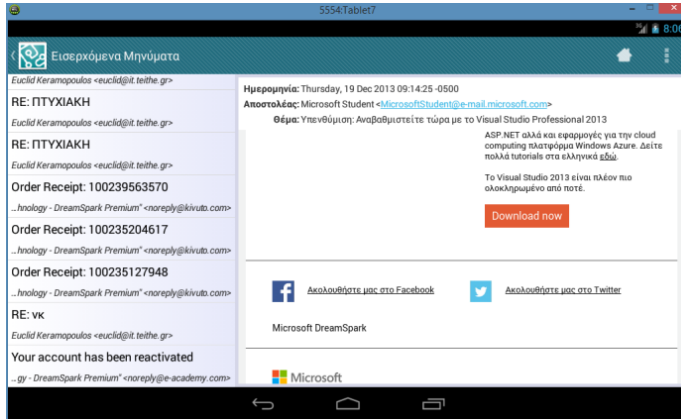 5554:Tablet7
3G 8:06
Εισερχόμενα Μηνύματα
Euclid Keramopoulos <euclid@it.teithe.gr>
RE: ΠΤΥΧΙΑΚΗ
Euclid Keramopoulos <euclid@it.teithe.gr>
RE: ΠΤΥΧΙΑΚΗ
Euclid Keramopoulos <euclid@it.teithe.gr>
Order Receipt: 100239563570
...hnology - DreamSpark Premium" <noreply@kivuto.com>
Order Receipt: 100235204617
...hnology - DreamSpark Premium" <noreply@kivuto.com>
Order Receipt: 100235127948
...hnology - DreamSpark Premium" <noreply@kivuto.com>
RE: νκ
Euclid Keramopoulos <euclid@it.teithe.gr>
Your account has been reactivated
...gy - DreamSpark Premium" <noreply@e-academy.com>
Ημερομηνία: Thursday, 19 Dec 2013 09:14:25 -0500
Αποστολέας: Microsoft Student <MicrosoftStudent@e-mail.microsoft.com>
Θέμα: Υπενθύμιση: Αναβαθμιστείτε τώρα με το Visual Studio Professional 2013
ASP.NET αλλά και εφαρμογές για την cloud
computing πλατφόρμα Windows Azure. Δείτε
πολλά tutorials στα ελληνικά εδώ.
Το Visual Studio 2013 είναι πλέον πιο
ολοκληρωμένο από ποτέ.
Download now
Ακολουθήστε μας στο Facebook
Ακολουθήστε μας στο Twitter
Microsoft DreamSpark
Microsoft